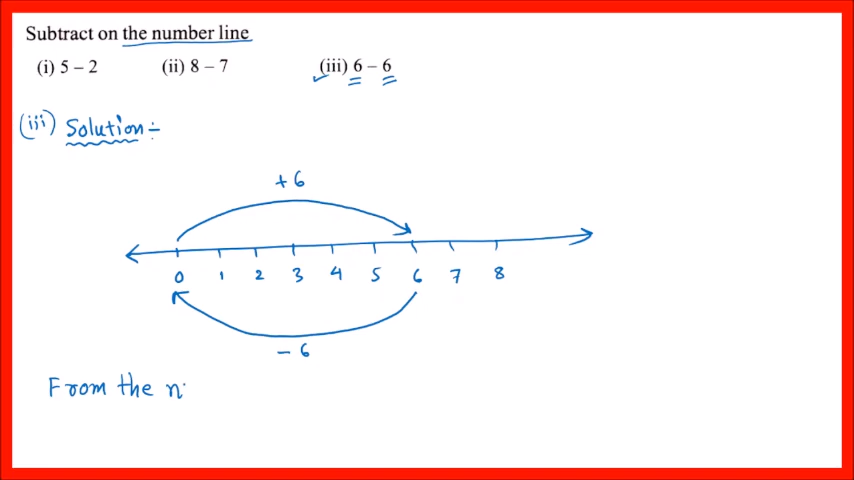 Subtract on the number line
(i) 5 – 2 (ii) 8 – 7 (iii) 6 – 6
(iii) Solution :-
+6
0 1 2 3 4 5 6 7 8
- 6
From the n